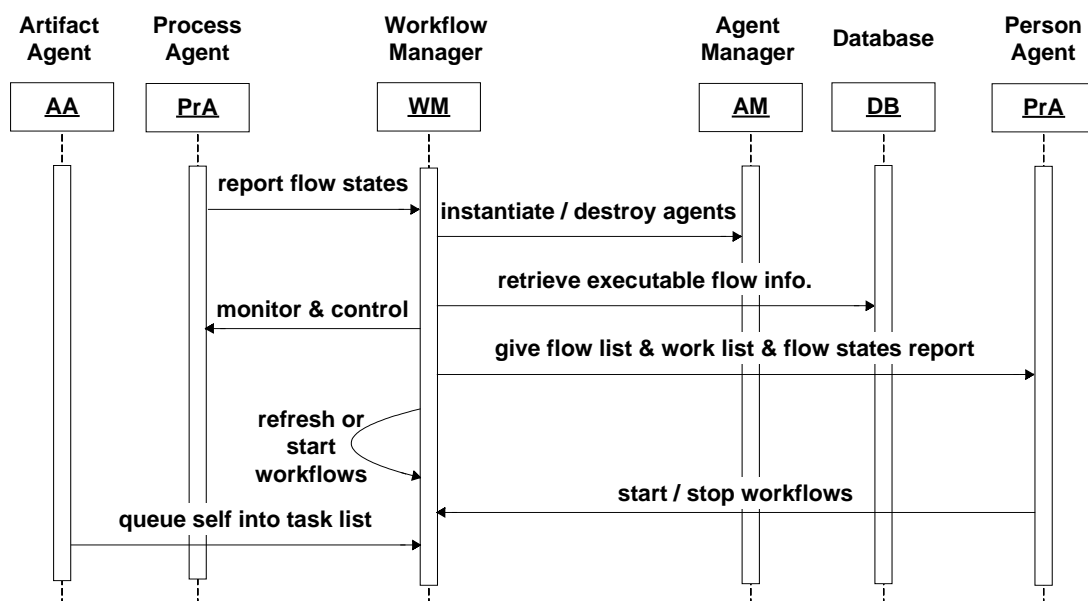 Artifact
Agent
Process
Agent
Workflow
Manager
Agent
Manager
Database
Person
Agent
AA
PrA
WM
AM
DB
PrA
report flow states
instantiate / destroy agents
retrieve executable flow info.
monitor & control
give flow list & work list & flow states report
refresh or
start
workflows
start / stop workflows
queue self into task list